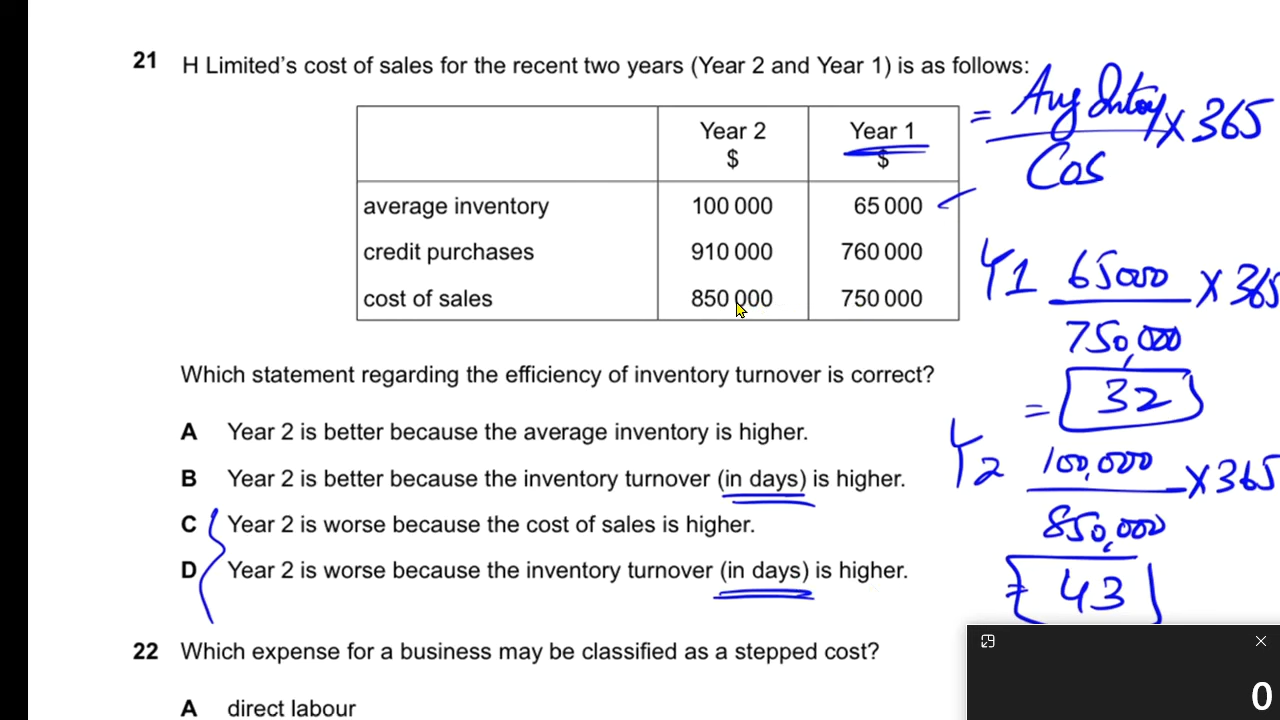 21 H Limited’s cost of sales for the recent two years (Year 2 and Year 1) is as follows:
= Avg Intoy X 365
Cos
Year 2 Year 1
$ $
average inventory 100 000 65 000
credit purchases 910 000 760 000
cost of sales 850 000 750 000
Y1 65000 X 365
750,000
= 32
Which statement regarding the efficiency of inventory turnover is correct?
A Year 2 is better because the average inventory is higher.
B Year 2 is better because the inventory turnover (in days) is higher.
C Year 2 is worse because the cost of sales is higher.
D Year 2 is worse because the inventory turnover (in days) is higher.
Y2 100,000 X 365
850,000
= 43
22 Which expense for a business may be classified as a stepped cost?
A direct labour
0